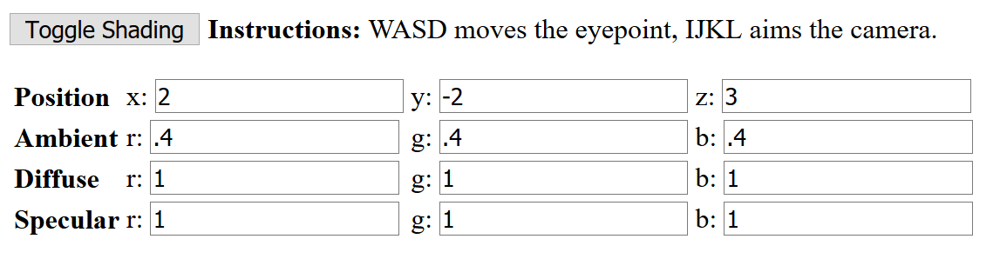 Toggle Shading Instructions: WASD moves the eyepoint, IJKL aims the camera.
Position x: 2 y: -2 z: 3
Ambient r: .4 g: .4 b: .4
Diffuse r: 1 g: 1 b: 1
Specular r: 1 g: 1 b: 1